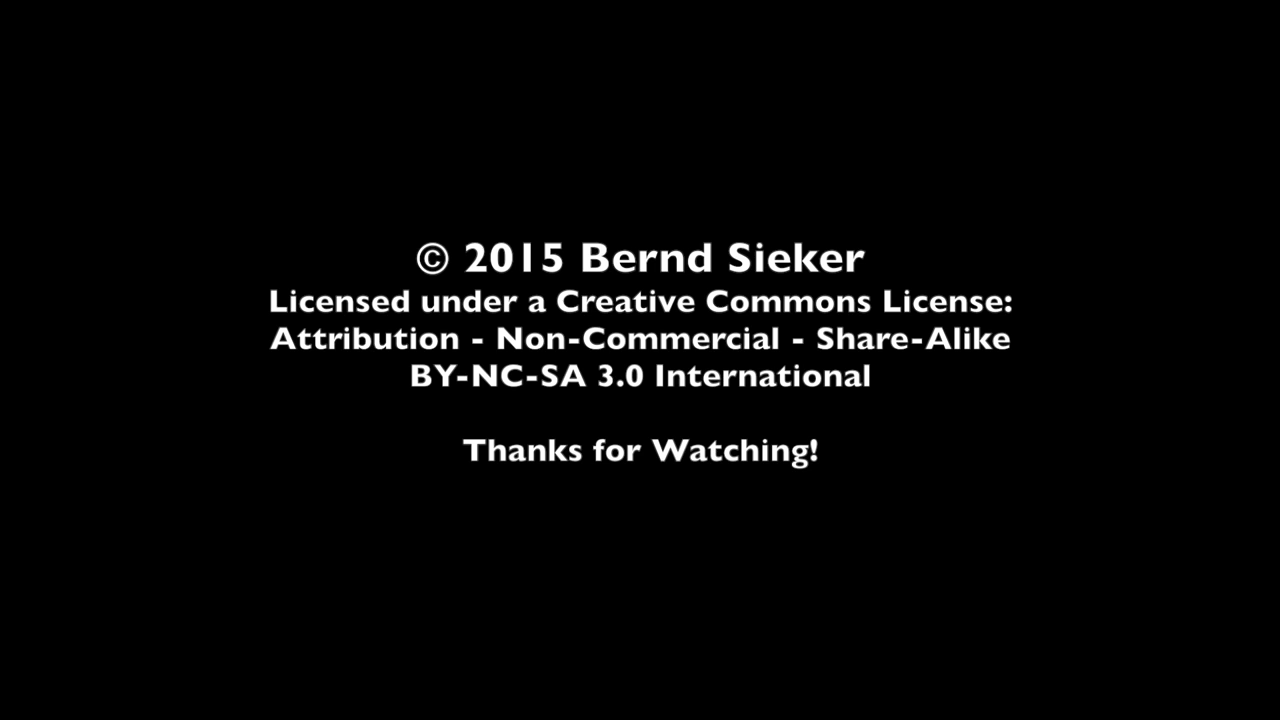 © 2015 Bernd Sieker
Licensed under a Creative Commons License:
Attribution - Non-Commercial - Share-Alike
BY-NC-SA 3.0 International
Thanks for Watching!